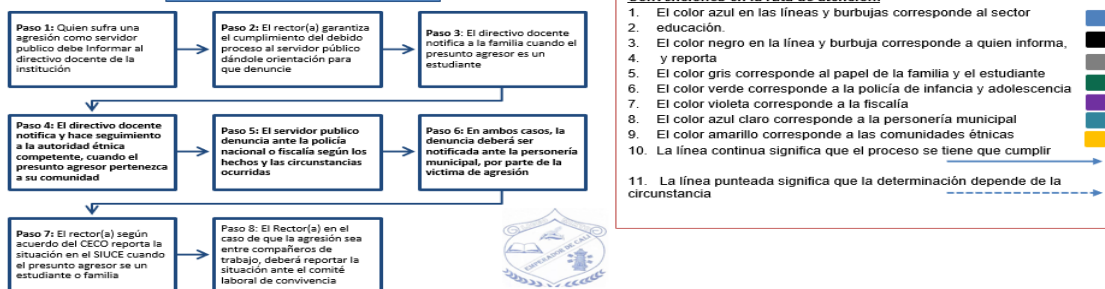 Paso 1: Quien sufra una
agresión como servidor
publico debe Informar al
directivo docente de la
institución
Paso 2: El rector(a) garantiza
el cumplimiento del debido
proceso al servidor público
dándole orientación para
que denuncie
Paso 3: El directivo docente
notifica a la familia cuando el
presunto agresor es un
estudiante
Paso 4: El directivo docente
notifica y hace seguimiento
a la autoridad étnica
competente, cuando el
presunto agresor pertenezca
a su comunidad
Paso 5: El servidor publico
denuncia ante la policía
nacional o fiscalía según los
hechos y las circunstancias
ocurridas
Paso 6: En ambos casos, la
denuncia deberá ser
notificada ante la personería
municipal, por parte de la
victima de agresión
Paso 7: El rector(a) según
acuerdo del CECO reporta la
situación en el SIUCE cuando
el presunto agresor se un
estudiante o familia
Paso 8: El Rector(a) en el
caso de que la agresión sea
entre compañeros de
trabajo, deberá reportar la
situación ante el comité
laboral de convivencia
EMPERADOR DE CALI
Convenciones en la ruta de atención:
1. El color azul en las líneas y burbujas corresponde al sector
2. educación.
3. El color negro en la línea y burbuja corresponde a quien informa,
4. y reporta
5. El color gris corresponde al papel de la familia y el estudiante
6. El color verde corresponde a la policía de infancia y adolescencia
7. El color violeta corresponde a la fiscalía
8. El color azul claro corresponde a la personería municipal
9. El color amarillo corresponde a las comunidades étnicas
10. La línea continua significa que el proceso se tiene que cumplir
11. La línea punteada significa que la determinación depende de la
circunstancia